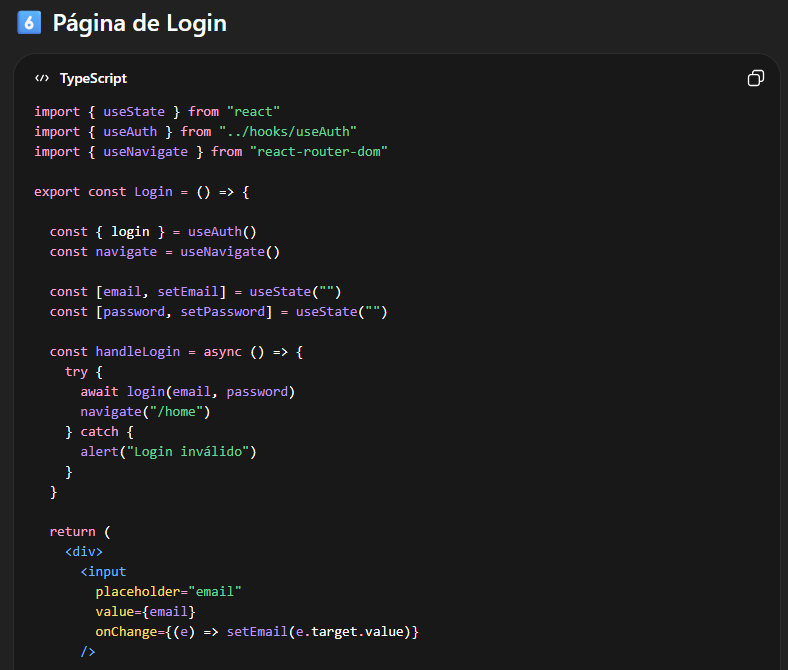 6 Página de Login
</> TypeScript
import { useState } from "react"
import { useAuth } from "../hooks/useAuth"
import { useNavigate } from "react-router-dom"
export const Login = () => {
  const { login } = useAuth()
  const navigate = useNavigate()
  const [email, setEmail] = useState("")
  const [password, setPassword] = useState("")
  const handleLogin = async () => {
    try {
      await login(email, password)
      navigate("/home")
    } catch {
      alert("Login inválido")
    }
  }
  return (
    <div>
      <input
        placeholder="email"
        value={email}
        onChange={(e) => setEmail(e.target.value)}
      />